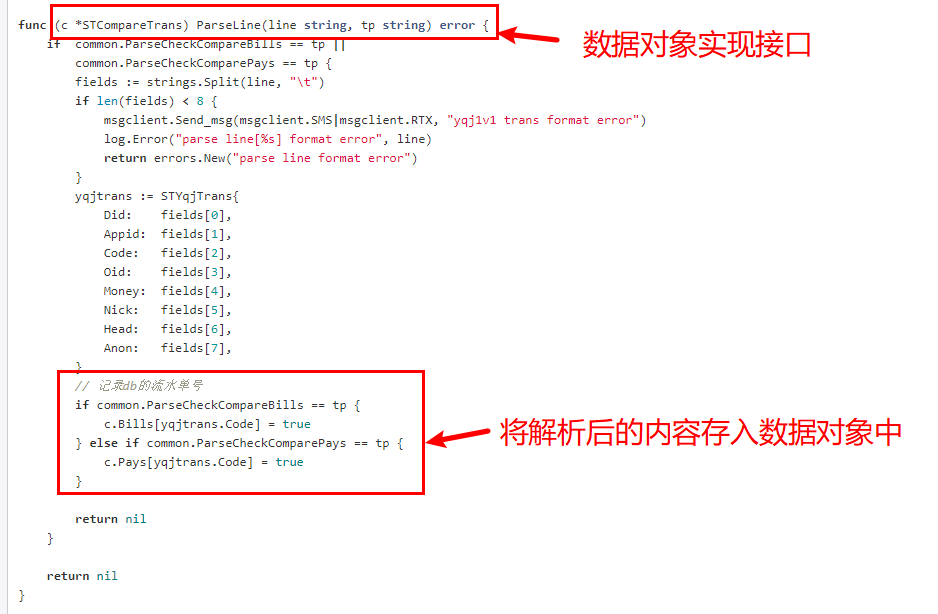 func (c *STCompareTrans) ParseLine(line string, tp string) error {
数据对象实现接口
if common.ParseCheckCompareBills == tp ||
common.ParseCheckComparePays == tp {
fields := strings.Split(line, "\t")
if len(fields) < 8 {
msgclient.Send_msg(msgclient.SMS|msgclient.RTX, "yqj1v1 trans format error")
log.Error("parse line[%s] format error", line)
return errors.New("parse line format error")
}
yqjtrans := STYqjTrans{
Did: fields[0],
Appid: fields[1],
Code: fields[2],
Oid: fields[3],
Money: fields[4],
Nick: fields[5],
Head: fields[6],
Anon: fields[7],
}
// 记录db的流水单号
if common.ParseCheckCompareBills == tp {
c.Bills[yqjtrans.Code] = true
} else if common.ParseCheckComparePays == tp {
将解析后的内容存入数据对象中
c.Pays[yqjtrans.Code] = true
}
return nil
}
return nil
}